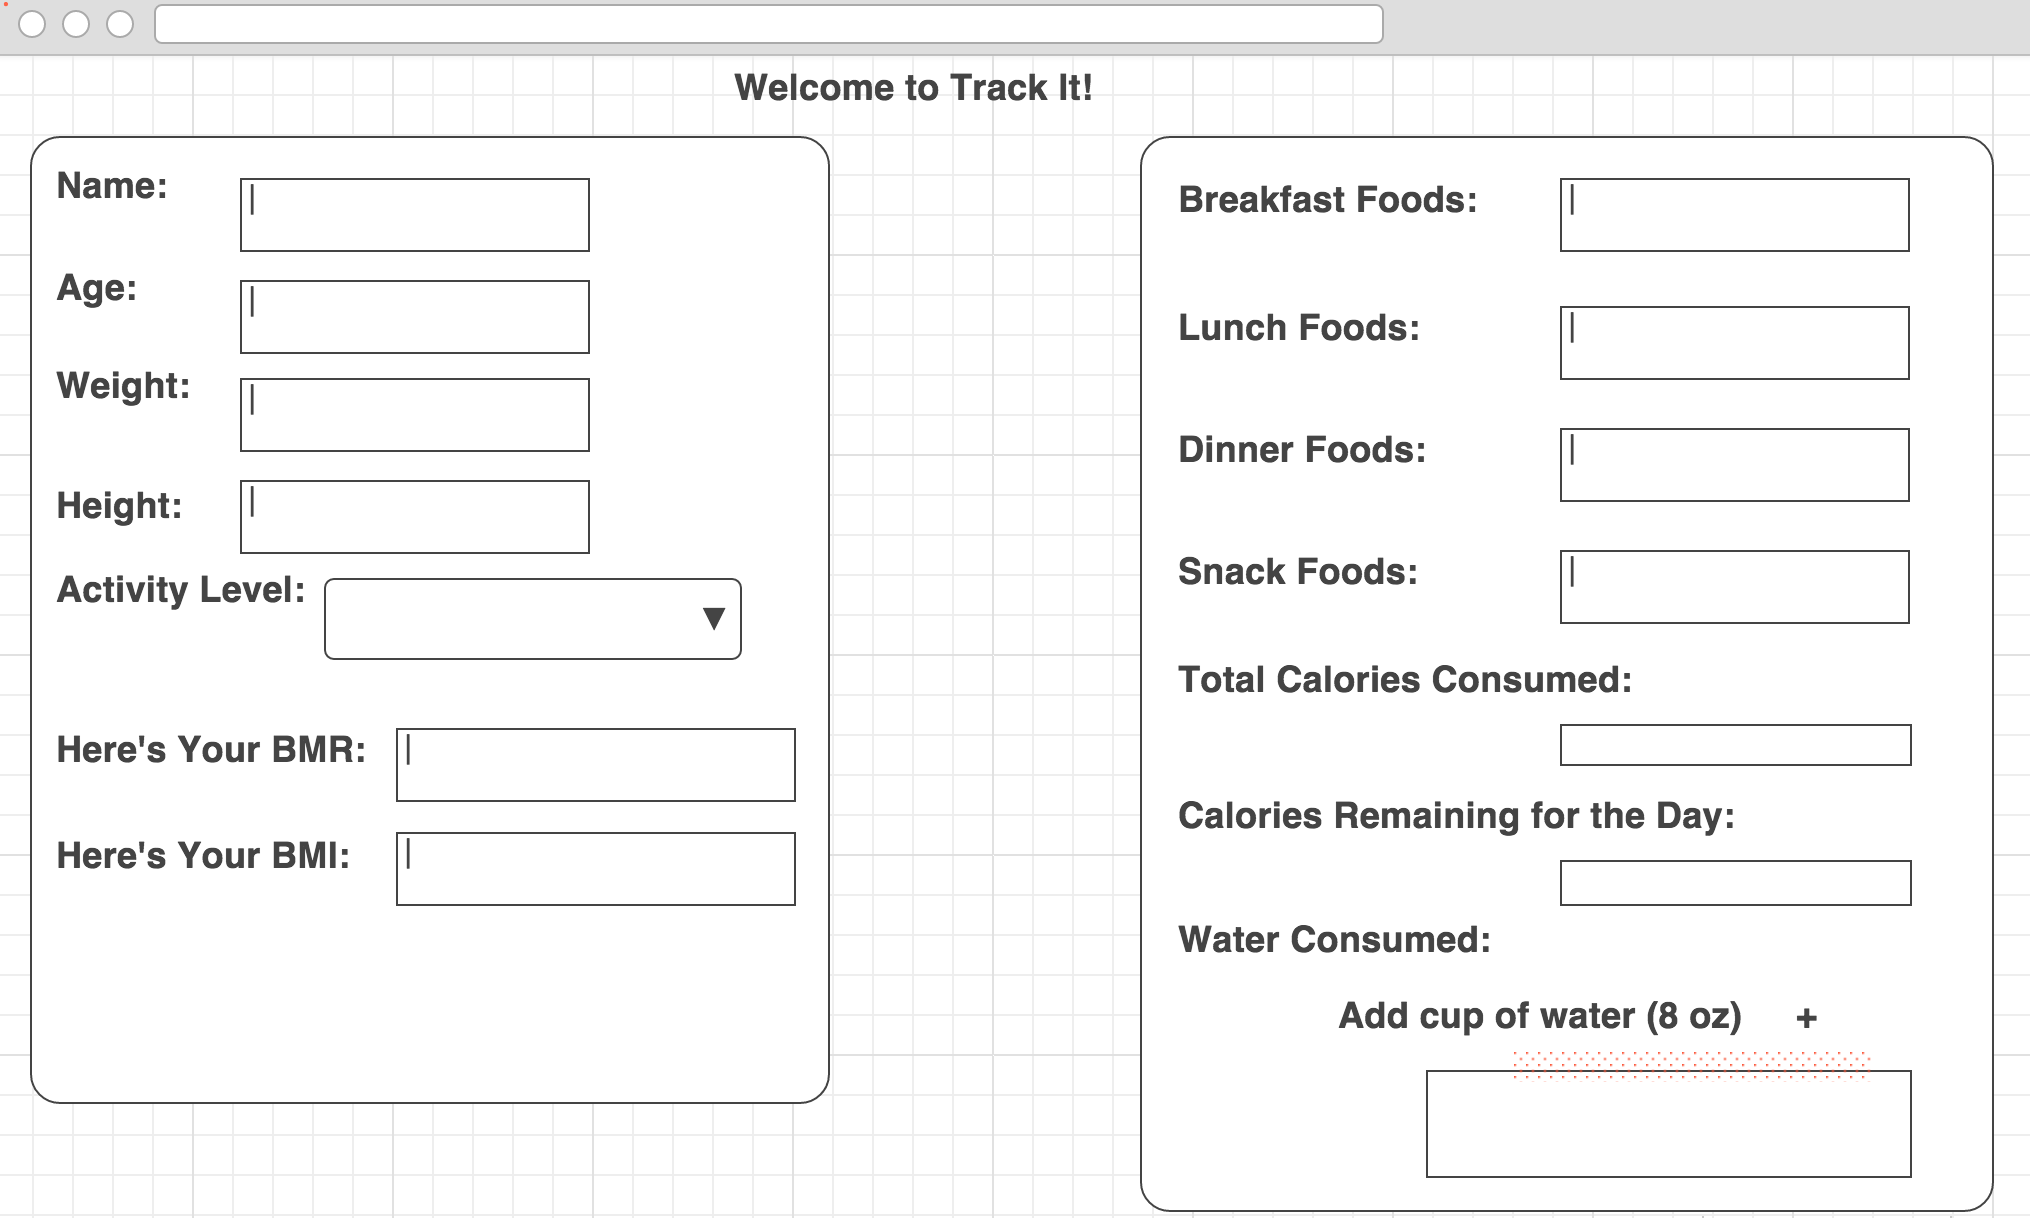 Welcome to Track It!
Name:
Age:
Weight:
Height:
Activity Level:
Here's Your BMR:
Here's Your BMI:
Breakfast Foods:
Lunch Foods:
Dinner Foods:
Snack Foods:
Total Calories Consumed:
Calories Remaining for the Day:
Water Consumed:
Add cup of water (8 oz) +